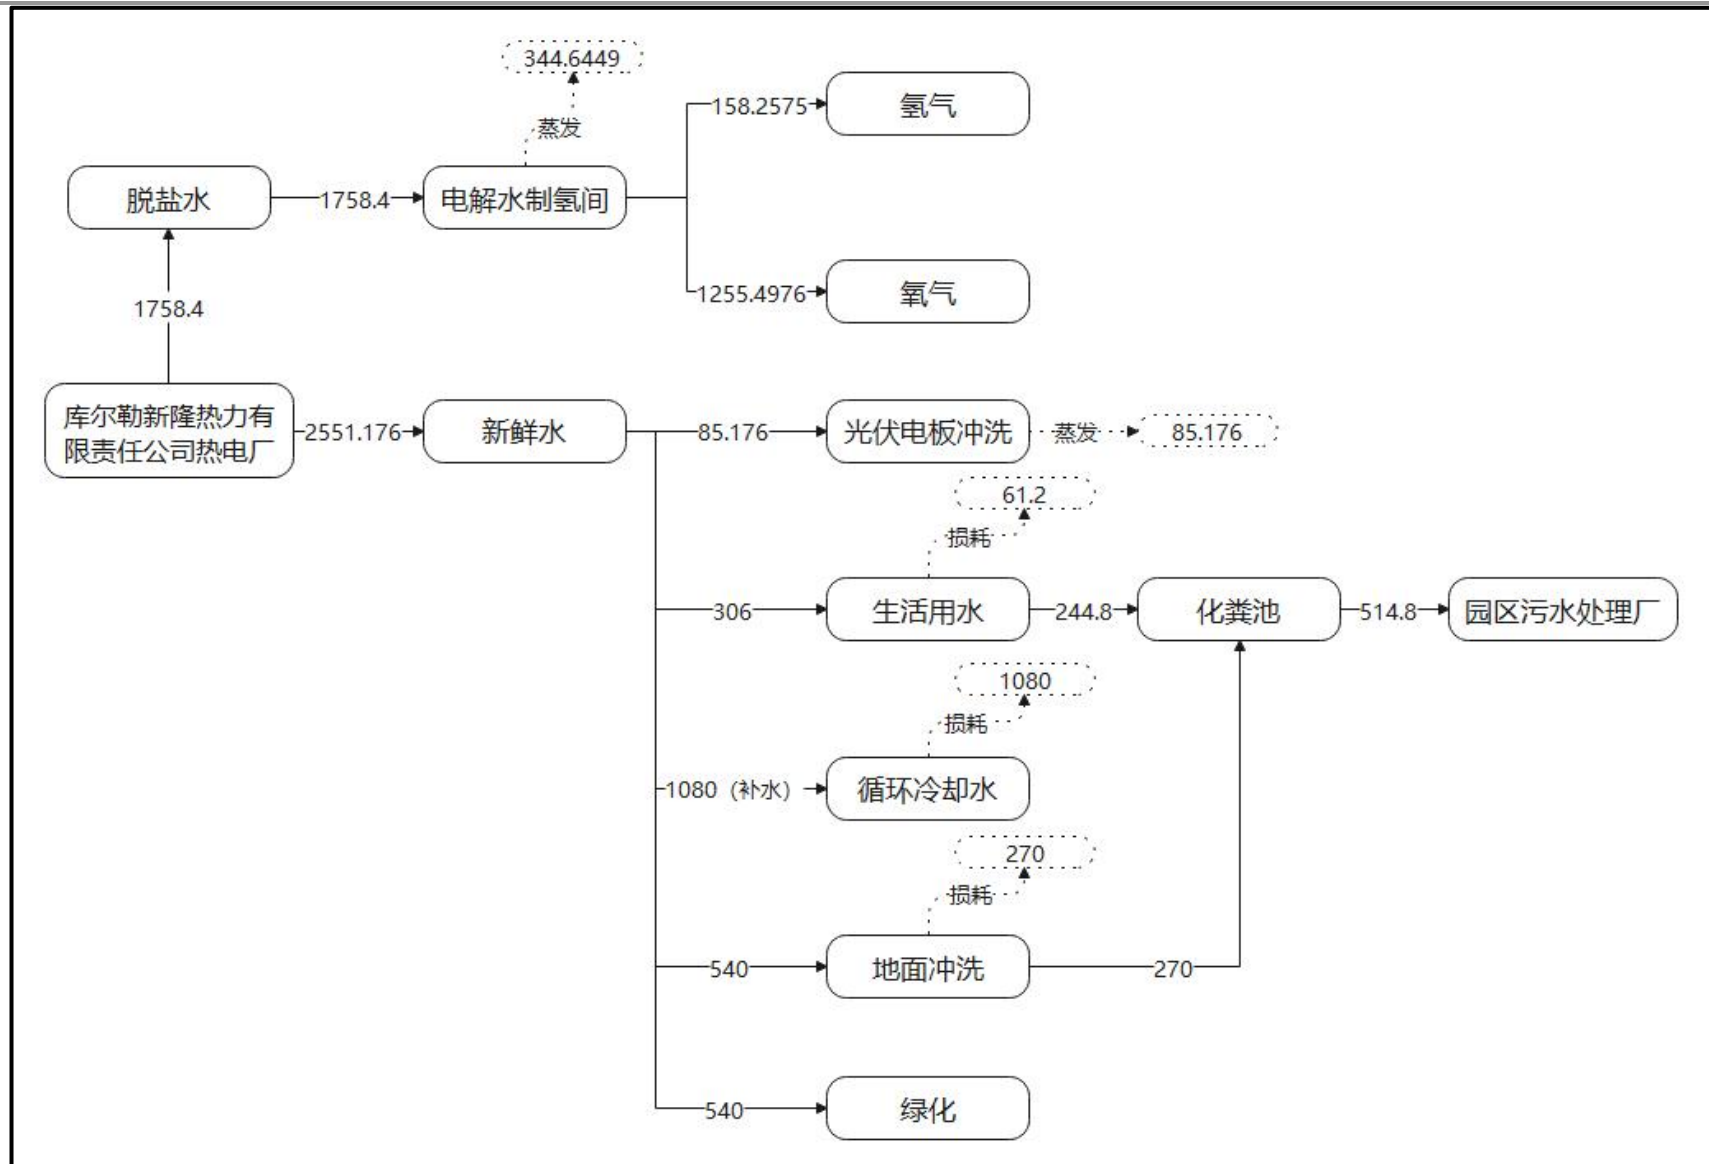 344.6449
蒸发
158.2575
氢气
脱盐水
1758.4
电解水制氢间
1255.4976
氧气
1758.4
库尔勒新隆热力有
限责任公司热电厂
2551.176
新鲜水
85.176
光伏电板冲洗
蒸发
85.176
61.2
损耗
306
生活用水
244.8
化粪池
514.8
园区污水处理厂
1080
损耗
1080（补水）
循环冷却水
270
损耗
540
地面冲洗
270
540
绿化